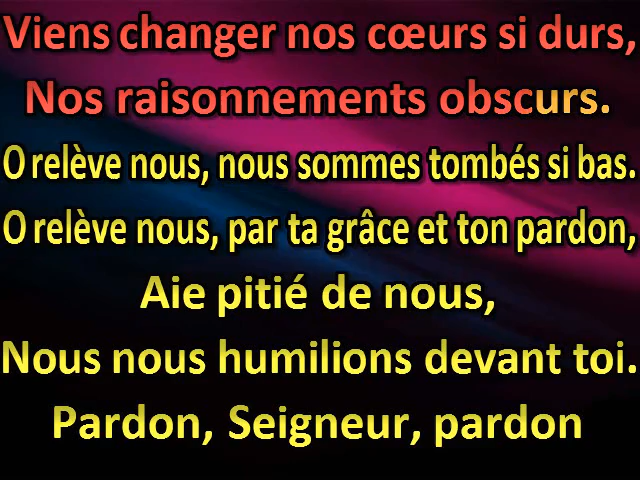 Viens changer nos cœurs si durs,
Nos raisonnements obscurs.
O relève nous, nous sommes tombés si bas.
O relève nous, par ta grâce et ton pardon,
Aie pitié de nous,
Nous nous humilions devant toi.
Pardon, Seigneur, pardon